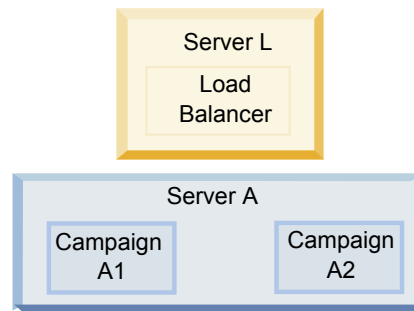 Server L
Load
Balancer
Server A
Campaign
A1
Campaign
A2